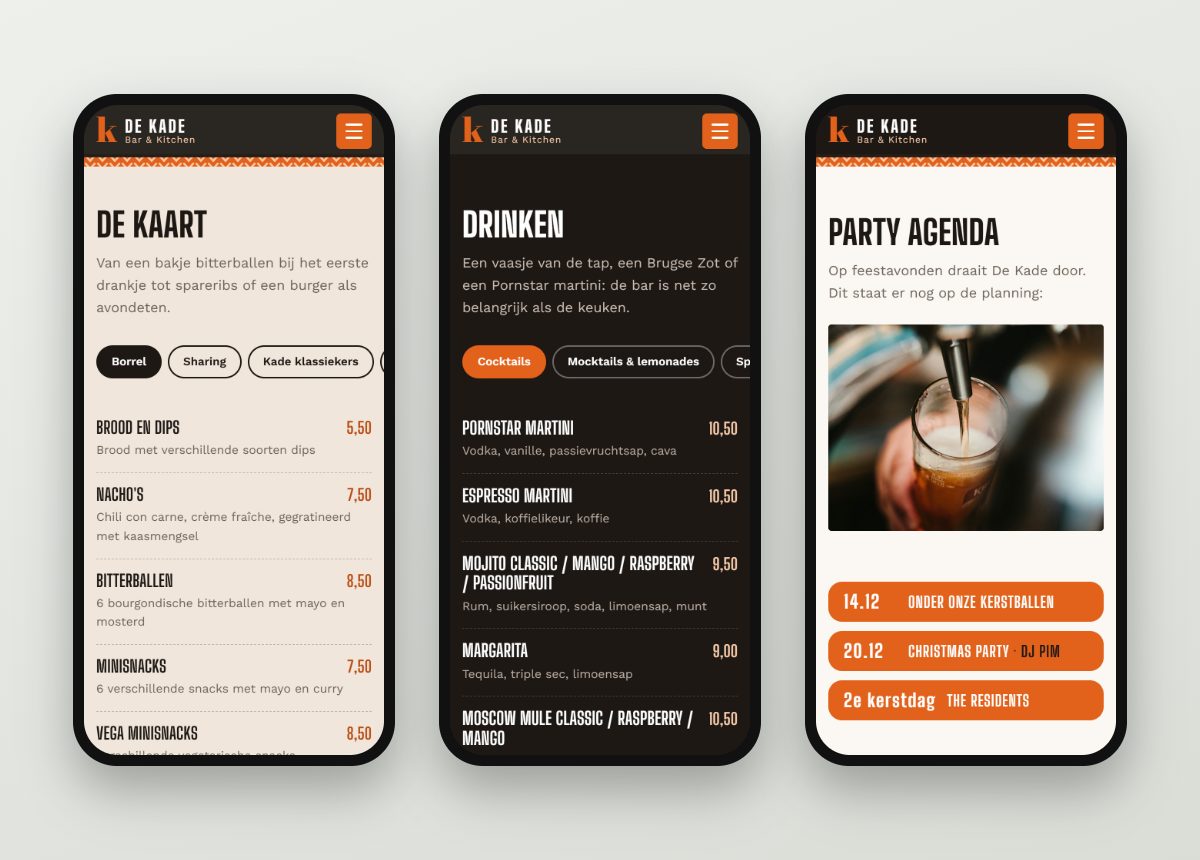 k DE KADE
Bar & Kitchen
DE KAART
Van een bakje bitterballen bij het eerste
drankje tot spareribs of een burger als
avondeten.
Borrel Sharing Kade klassiekers
BROOD EN DIPS 5,50
Brood met verschillende soorten dips
NACHO'S 7,50
Chili con carne, crème fraîche, gegratineerd
met kaasmengsel
BITTERBALLEN 8,50
6 bourgondische bitterballen met mayo en
mosterd
MINISNACKS 7,50
6 verschillende snacks met mayo en curry
VEGA MINISNACKS 8,50
k DE KADE
Bar & Kitchen
DRINKEN
Een vaasje van de tap, een Brugse Zot of
een Pornstar martini: de bar is net zo
belangrijk als de keuken.
Cocktails Mocktails & lemonades Sp
PORNSTAR MARTINI 10,50
Vodka, vanille, passievruchtsap, cava
ESPRESSO MARTINI 10,50
Vodka, koffielikeur, koffie
MOJITO CLASSIC / MANGO / RASPBERRY 9,50
/ PASSIONFRUIT
Rum, suikersiroop, soda, limoensap, munt
MARGARITA 9,00
Tequila, triple sec, limoensap
MOSCOW MULE CLASSIC / RASPBERRY / 10,50
MANGO
k DE KADE
Bar & Kitchen
PARTY AGENDA
Op feestavonden draait De Kade door.
Dit staat er nog op de planning:
14.12 ONDER ONZE KERSTBALLEN
20.12 CHRISTMAS PARTY · DJ PIM
2e kerstdag THE RESIDENTS